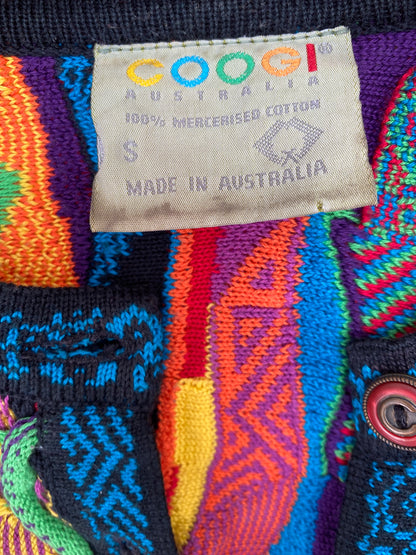 COOGI®
AUSTRALIA
100% MERCERISED COTTON
S
MADE IN AUSTRALIA